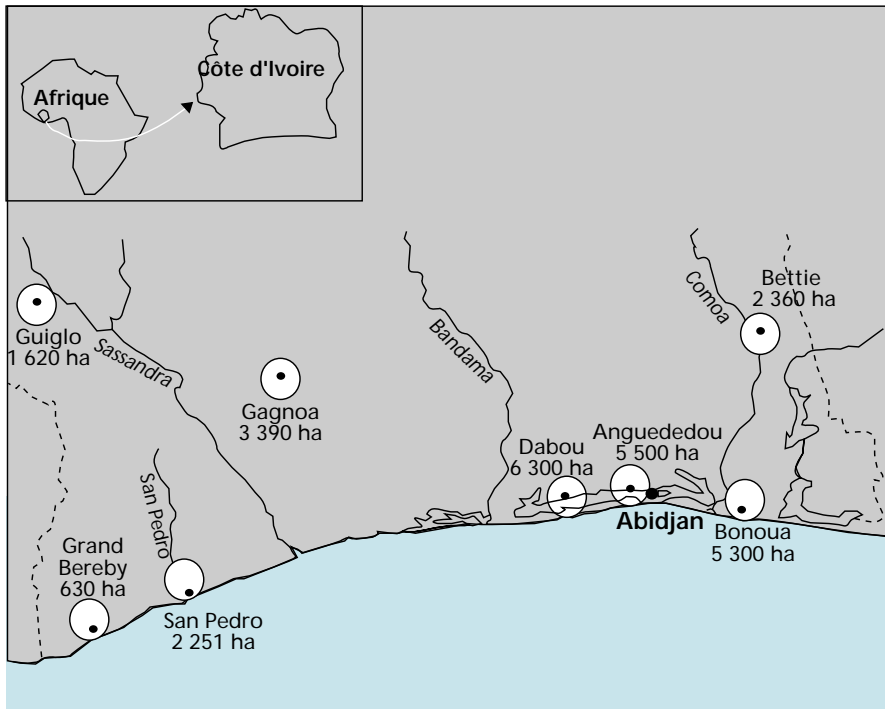 Afrique
Côte d'Ivoire
Guiglo
1 620 ha
Sassandra
Gagnoa
3 390 ha
Bandama
Comoa
Bettie
2 360 ha
Dabou
6 300 ha
Anguededou
5 500 ha
Abidjan
Bonoua
5 300 ha
San Pedro
Grand
Bereby
630 ha
San Pedro
2 251 ha